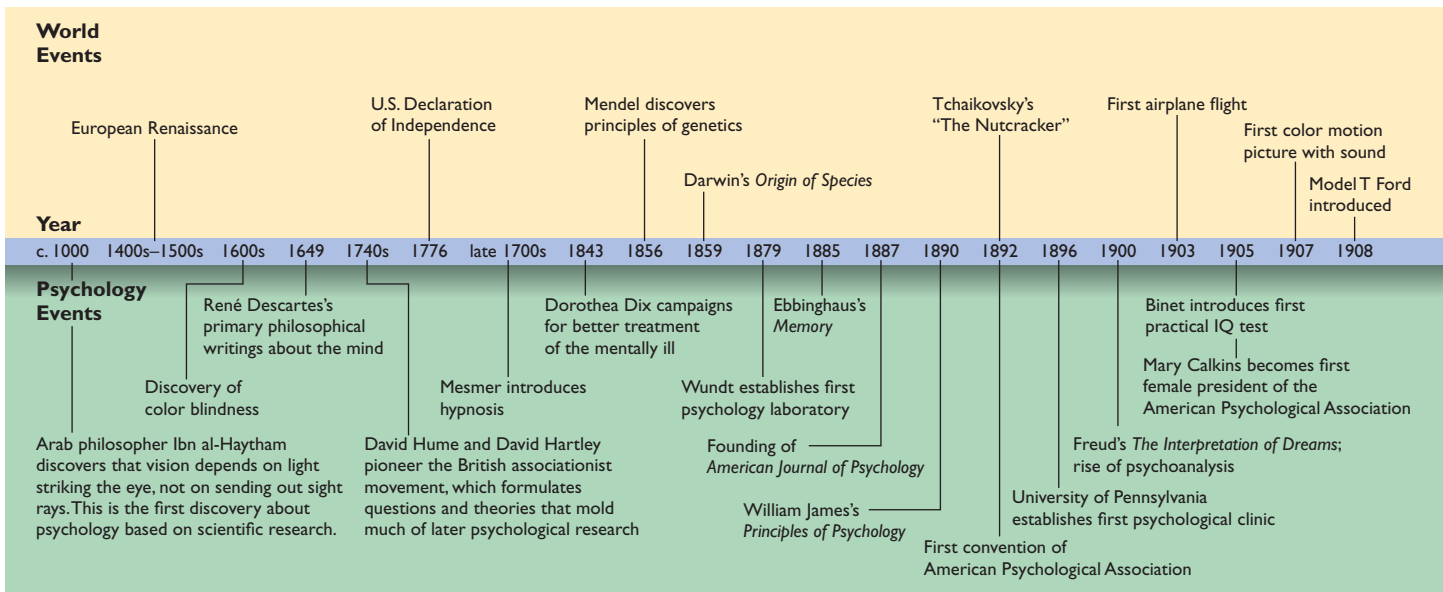 World
Events
European Renaissance
U.S. Declaration
of Independence
Mendel discovers
principles of genetics
Darwin’s Origin of Species
Tchaikovsky’s
“The Nutcracker”
First airplane flight
First color motion
picture with sound
Model T Ford
introduced
Year
c. 1000 1400s–1500s 1600s 1649 1740s 1776 late 1700s 1843 1856 1859 1879 1885 1887 1890 1892 1896 1900 1903 1905 1907 1908
Psychology
Events
Arab philosopher Ibn al-Haytham
discovers that vision depends on light
striking the eye, not on sending out sight
rays. This is the first discovery about
psychology based on scientific research.
Discovery of
color blindness
René Descartes’s
primary philosophical
writings about the mind
David Hume and David Hartley
pioneer the British associationist
movement, which formulates
questions and theories that mold
much of later psychological research
Mesmer introduces
hypnosis
Dorothea Dix campaigns
for better treatment
of the mentally ill
Wundt establishes first
psychology laboratory
Ebbinghaus’s
Memory
Founding of
American Journal of Psychology
William James’s
Principles of Psychology
First convention of
American Psychological Association
University of Pennsylvania
establishes first psychological clinic
Freud’s The Interpretation of Dreams;
rise of psychoanalysis
Binet introduces first
practical IQ test
Mary Calkins becomes first
female president of the
American Psychological Association